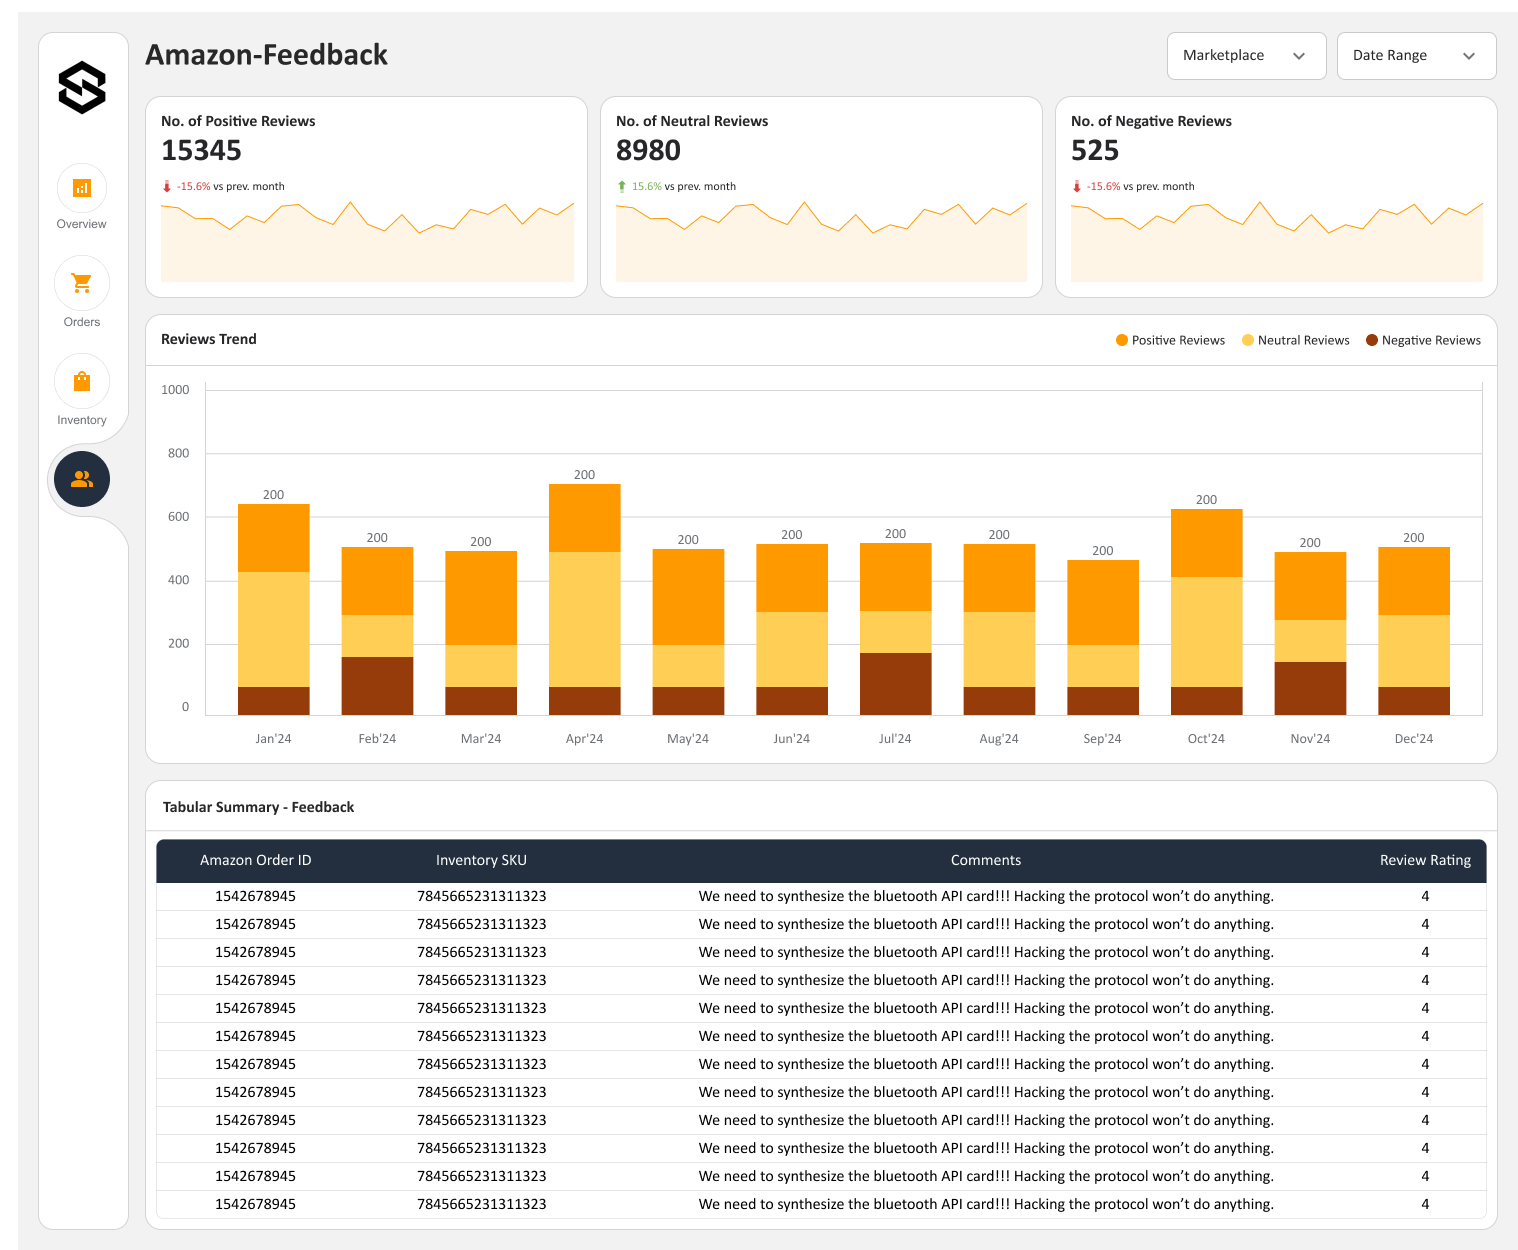 Amazon-Feedback
Marketplace
Date Range
Overview
Orders
Inventory
No. of Positive Reviews
15345
-15.6% vs prev. month
No. of Neutral Reviews
8980
15.6% vs prev. month
No. of Negative Reviews
525
-15.6% vs prev. month
Reviews Trend
Positive Reviews
Neutral Reviews
Negative Reviews
1000
800
600
400
200
0
200
200
200
200
200
200
200
200
200
200
200
200
Jan'24
Feb'24
Mar'24
Apr'24
May'24
Jun'24
Jul'24
Aug'24
Sep'24
Oct'24
Nov'24
Dec'24
Tabular Summary - Feedback
Amazon Order ID Inventory SKU Comments Review Rating
1542678945 7845665231311323 We need to synthesize the bluetooth API card!!! Hacking the protocol won’t do anything. 4
1542678945 7845665231311323 We need to synthesize the bluetooth API card!!! Hacking the protocol won’t do anything. 4
1542678945 7845665231311323 We need to synthesize the bluetooth API card!!! Hacking the protocol won’t do anything. 4
1542678945 7845665231311323 We need to synthesize the bluetooth API card!!! Hacking the protocol won’t do anything. 4
1542678945 7845665231311323 We need to synthesize the bluetooth API card!!! Hacking the protocol won’t do anything. 4
1542678945 7845665231311323 We need to synthesize the bluetooth API card!!! Hacking the protocol won’t do anything. 4
1542678945 7845665231311323 We need to synthesize the bluetooth API card!!! Hacking the protocol won’t do anything. 4
1542678945 7845665231311323 We need to synthesize the bluetooth API card!!! Hacking the protocol won’t do anything. 4
1542678945 7845665231311323 We need to synthesize the bluetooth API card!!! Hacking the protocol won’t do anything. 4
1542678945 7845665231311323 We need to synthesize the bluetooth API card!!! Hacking the protocol won’t do anything. 4
1542678945 7845665231311323 We need to synthesize the bluetooth API card!!! Hacking the protocol won’t do anything. 4
1542678945 7845665231311323 We need to synthesize the bluetooth API card!!! Hacking the protocol won’t do anything. 4